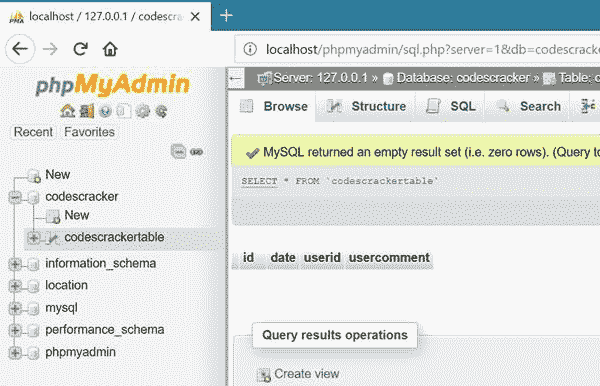 localhost / 127.0.0.1 / codescra
localhost/phpmyadmin/sql.php?server=1&db=codescracke
phpMyAdmin
Recent Favorites
New
codescracker
New
codescrackertable
information_schema
location
mysql
performance_schema
phpmyadmin
Server: 127.0.0.1 » Database: codescracker » Table: c
Browse Structure SQL Search
MySQL returned an empty result set (i.e. zero rows). (Query to
SELECT * FROM `codescrackertable`
id date userid usercomment
Query results operations
Create view